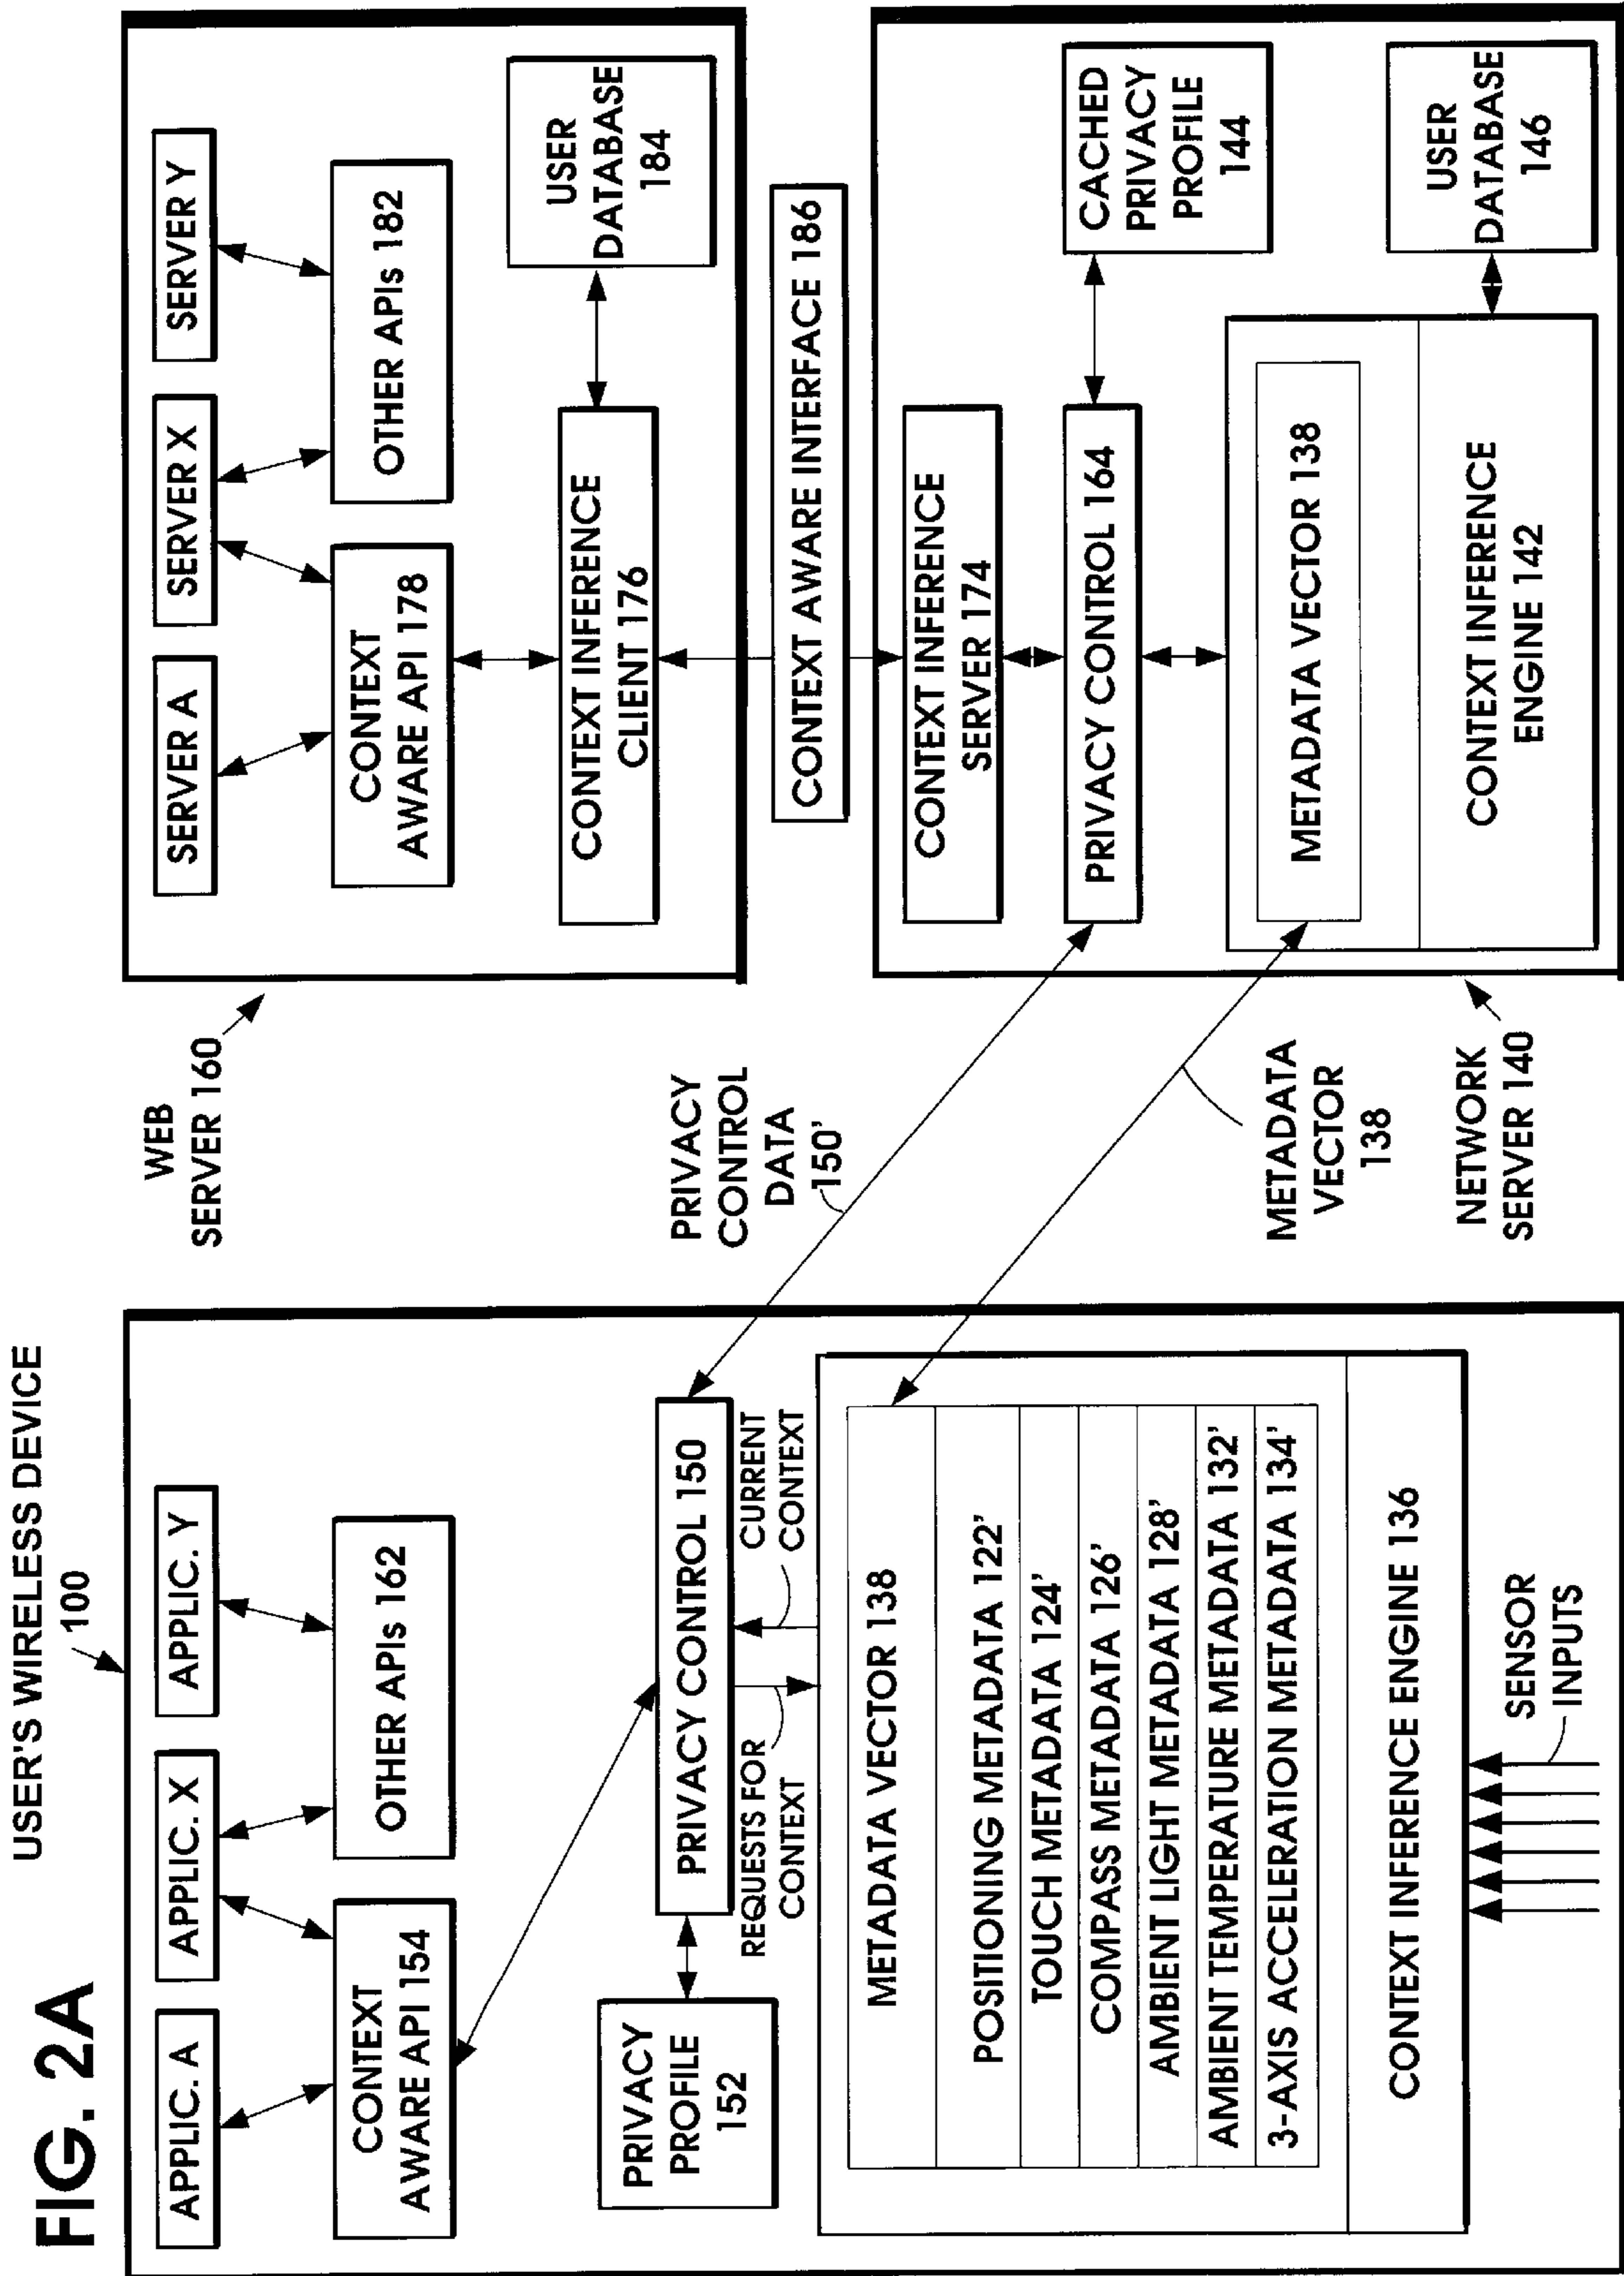 FIG. 2A
USER'S WIRELESS DEVICE
100
APPLIC. A
APPLIC. X
APPLIC. Y
CONTEXT
AWARE API 154
OTHER APIs 162
PRIVACY
PROFILE
152
PRIVACY CONTROL 150
REQUESTS FOR
CONTEXT
CURRENT
CONTEXT
METADATA VECTOR 138
POSITIONING METADATA 122'
TOUCH METADATA 124'
COMPASS METADATA 126'
AMBIENT LIGHT METADATA 128'
AMBIENT TEMPERATURE METADATA 132'
3-AXIS ACCELERATION METADATA 134'
CONTEXT INFERENCE ENGINE 136
SENSOR
INPUTS
WEB
SERVER 160
PRIVACY
CONTROL
DATA
150'
METADATA
VECTOR
138
NETWORK
SERVER 140
SERVER A
SERVER X
SERVER Y
CONTEXT
AWARE API 178
OTHER APIs 182
CONTEXT INFERENCE
CLIENT 176
USER
DATABASE
184
CONTEXT AWARE INTERFACE 186
CONTEXT INFERENCE
SERVER 174
PRIVACY CONTROL 164
CACHED
PRIVACY
PROFILE
144
METADATA VECTOR 138
CONTEXT INFERENCE
ENGINE 142
USER
DATABASE
146